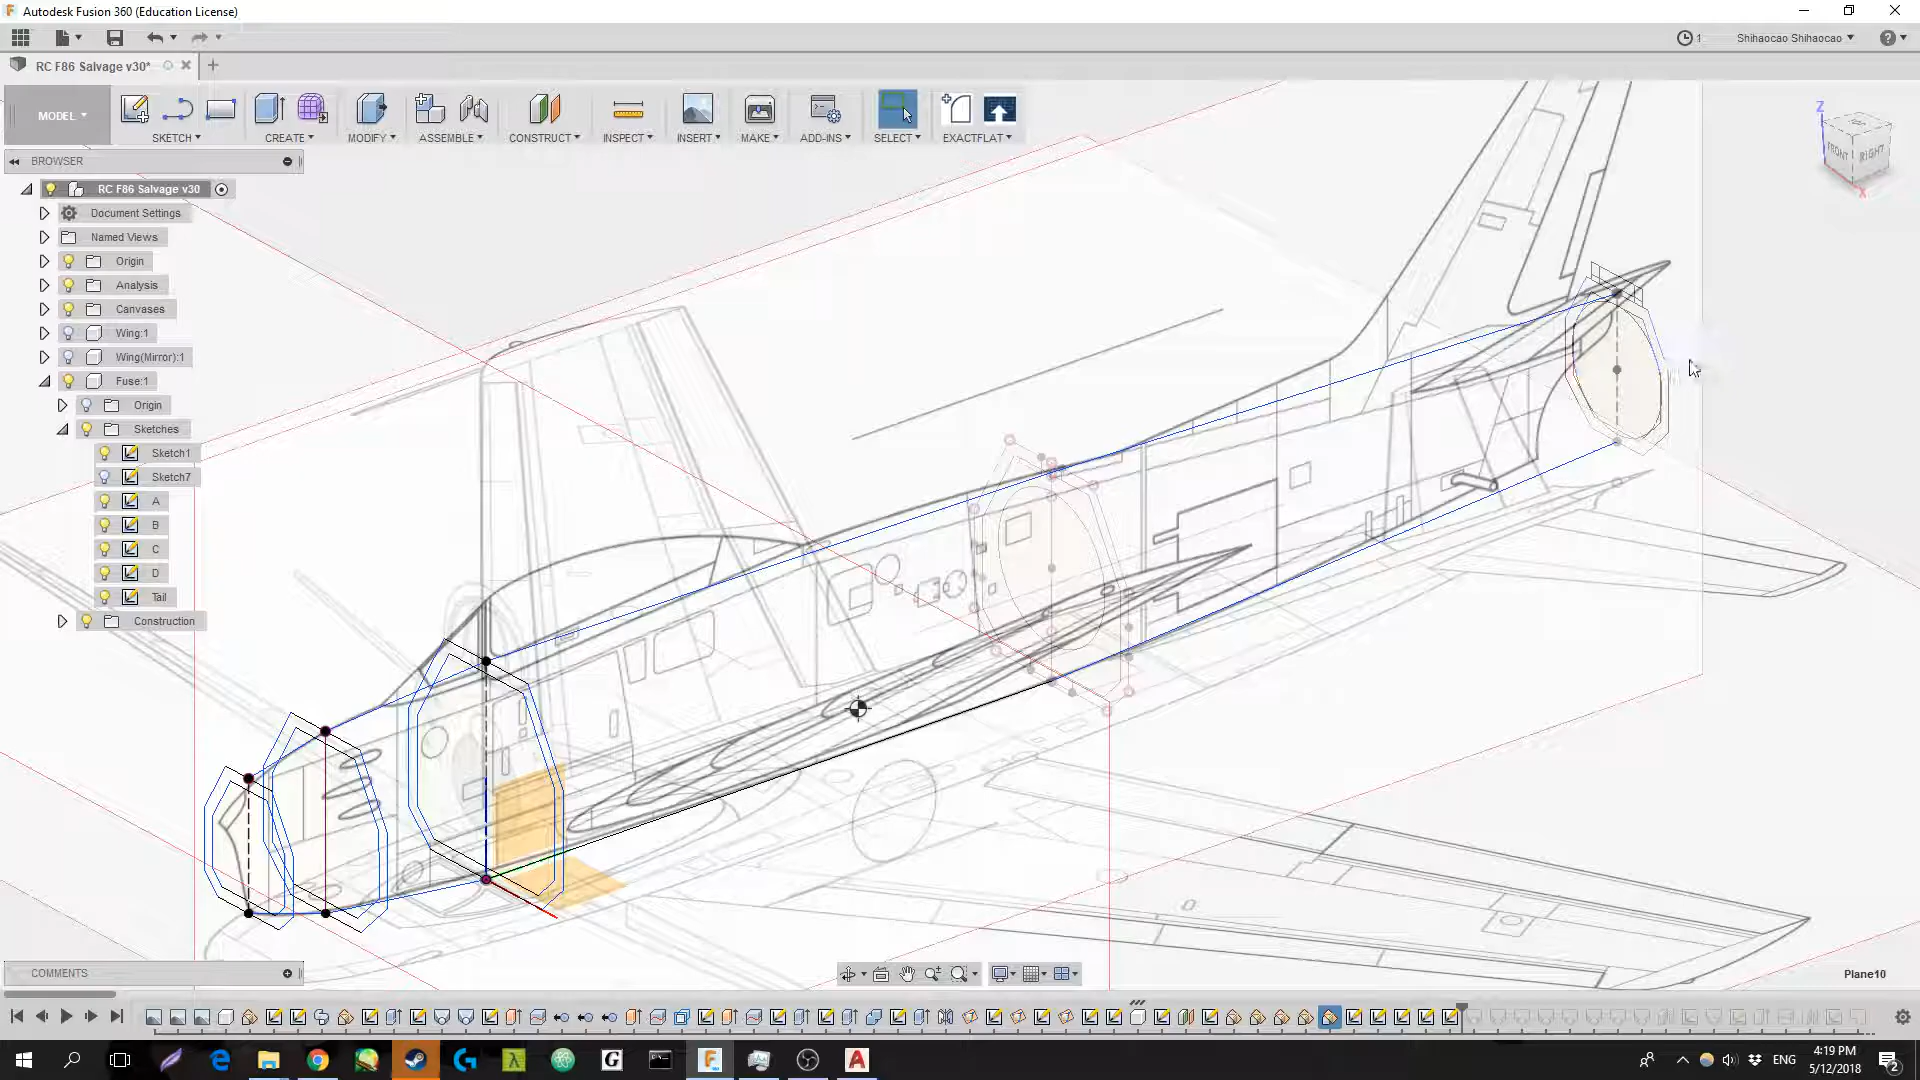 Autodesk Fusion 360 (Education License)
1
Shihaocao Shihaocao
RC F86 Salvage v30*
MODEL
SKETCH
CREATE
MODIFY
ASSEMBLE
CONSTRUCT
INSPECT
INSERT
MAKE
ADD-INS
SELECT
EXACTFLAT
Z
FRONT
RIGHT
X
BROWSER
RC F86 Salvage v30
Document Settings
Named Views
Origin
Analysis
Canvases
Wing:1
Wing(Mirror):1
Fuse:1
Origin
Sketches
Sketch1
Sketch7
A
B
C
D
Tail
Construction
COMMENTS
Plane10
ENG
4:19 PM
5/12/2018
2